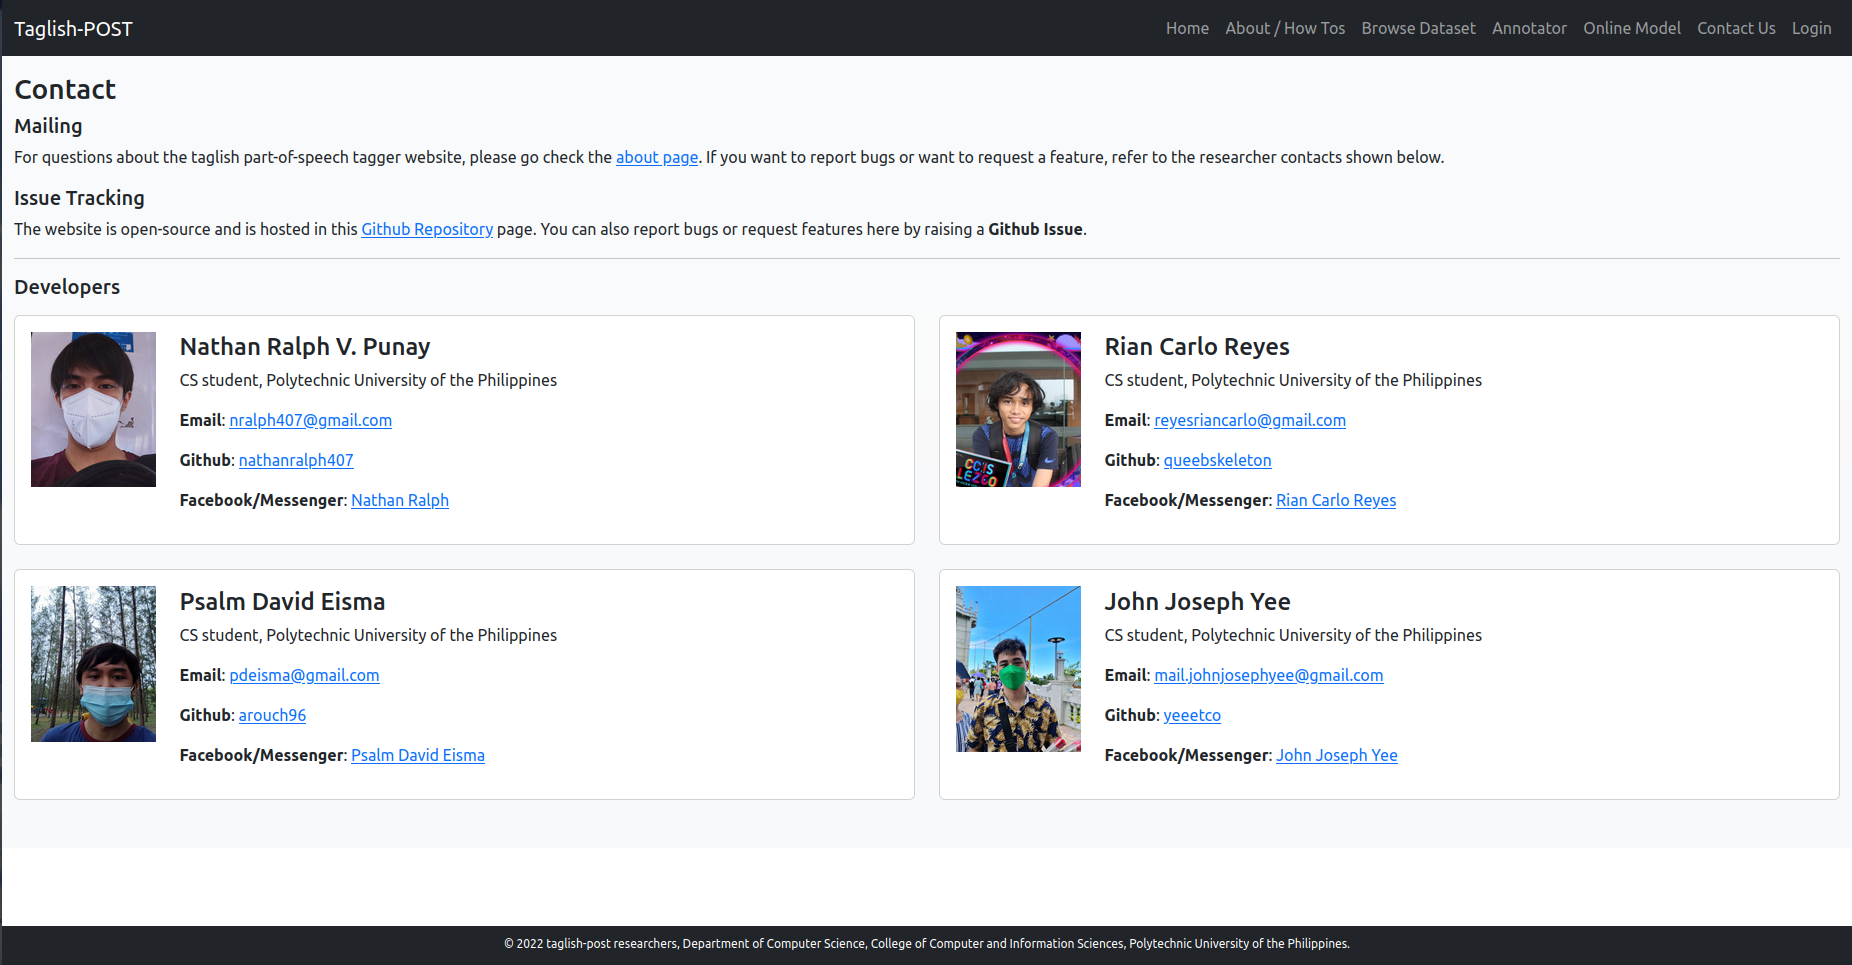 Taglish-POST
Home About / How Tos Browse Dataset Annotator Online Model Contact Us Login
Contact
Mailing
For questions about the taglish part-of-speech tagger website, please go check the about page. If you want to report bugs or want to request a feature, refer to the researcher contacts shown below.
Issue Tracking
The website is open-source and is hosted in this Github Repository page. You can also report bugs or request features here by raising a Github Issue.
Developers
Nathan Ralph V. Punay
CS student, Polytechnic University of the Philippines
Email: nralph407@gmail.com
Github: nathanralph407
Facebook/Messenger: Nathan Ralph
Rian Carlo Reyes
CS student, Polytechnic University of the Philippines
Email: reyesriancarlo@gmail.com
Github: queebskeleton
Facebook/Messenger: Rian Carlo Reyes
CCIS
Psalm David Eisma
CS student, Polytechnic University of the Philippines
Email: pdeisma@gmail.com
Github: arouch96
Facebook/Messenger: Psalm David Eisma
John Joseph Yee
CS student, Polytechnic University of the Philippines
Email: mail.johnjosephyee@gmail.com
Github: yeeetco
Facebook/Messenger: John Joseph Yee
© 2022 taglish-post researchers, Department of Computer Science, College of Computer and Information Sciences, Polytechnic University of the Philippines.